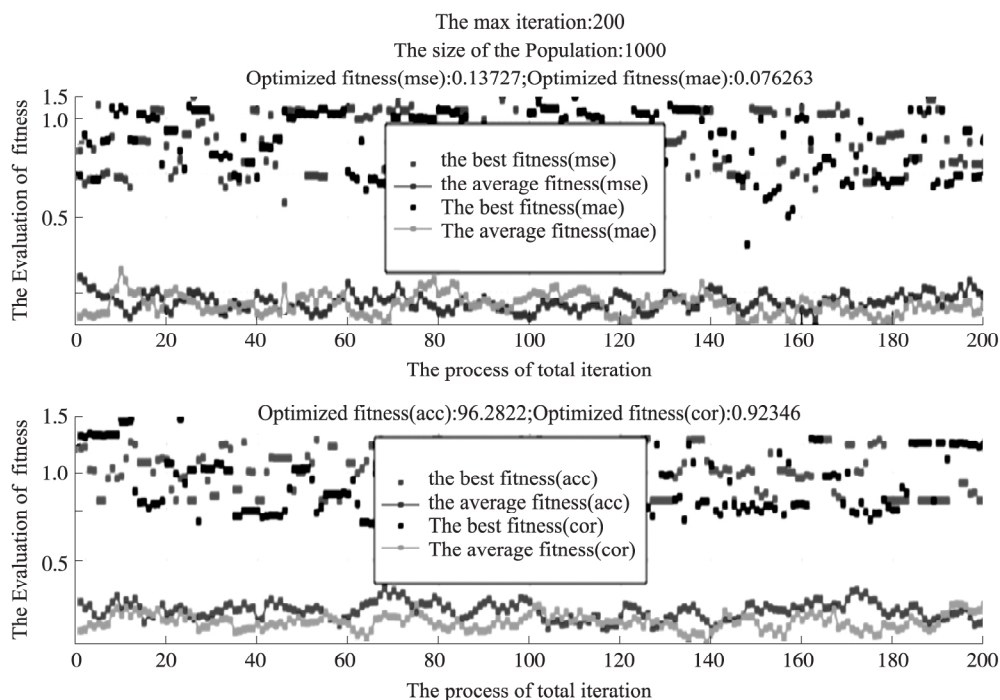 The max iteration:200
The size of the Population:1000
Optimized fitness(mse):0.13727;Optimized fitness(mae):0.076263
The Evaluation of fitness
1.5
1.0
0.5
the best fitness(mse)
the average fitness(mse)
The best fitness(mae)
The average fitness(mae)
0 20 40 60 80 100 120 140 160 180 200
The process of total iteration
Optimized fitness(acc):96.2822;Optimized fitness(cor):0.92346
The Evaluation of fitness
1.5
1.0
0.5
the best fitness(acc)
the average fitness(acc)
The best fitness(cor)
The average fitness(cor)
0 20 40 60 80 100 120 140 160 180 200
The process of total iteration